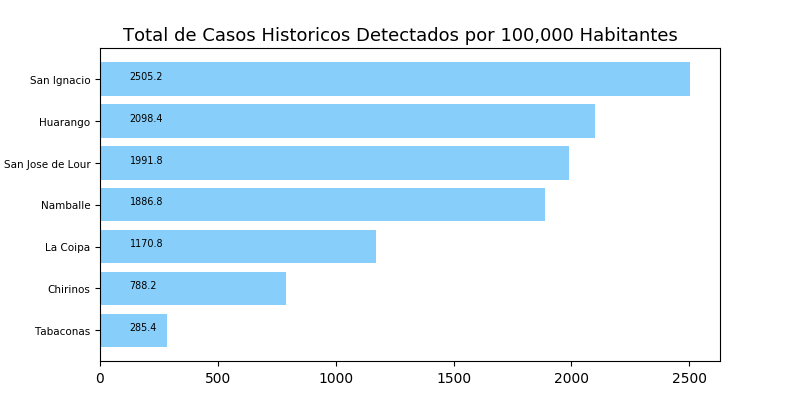 Total de Casos Historicos Detectados por 100,000 Habitantes
San Ignacio 2505.2
Huarango 2098.4
San Jose de Lour 1991.8
Namballe 1886.8
La Coipa 1170.8
Chirinos 788.2
Tabaconas 285.4
0 500 1000 1500 2000 2500